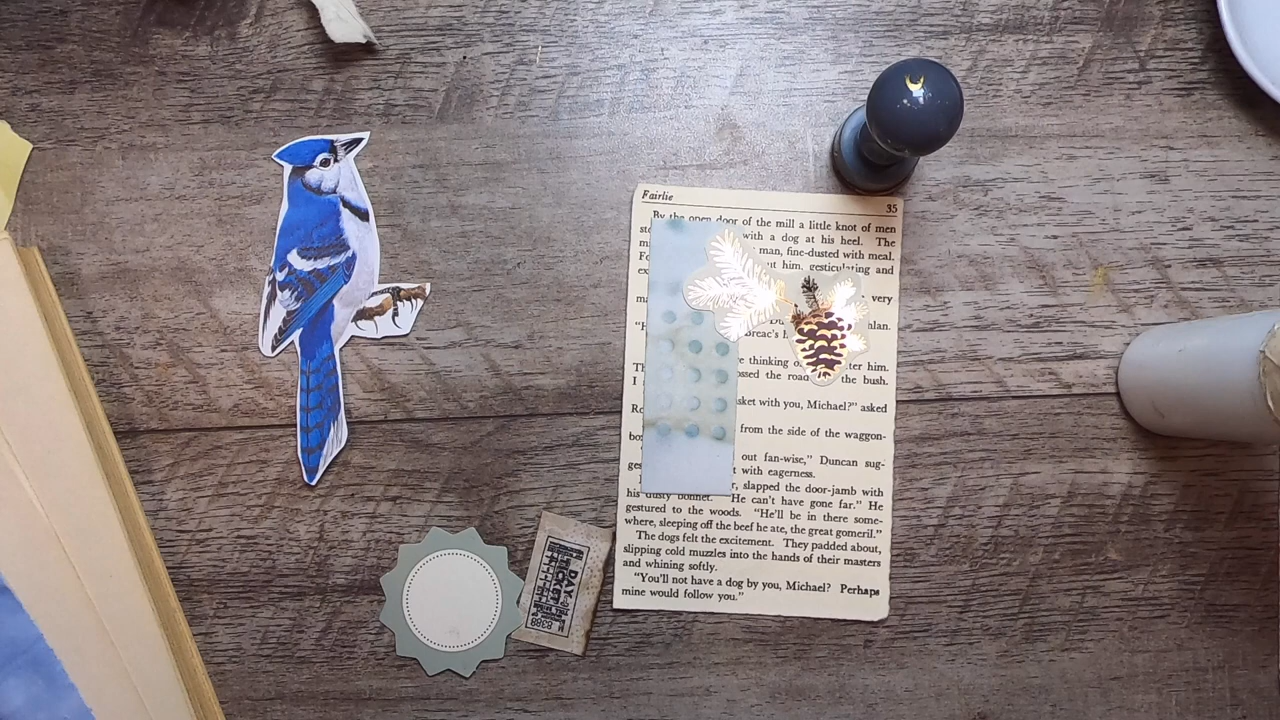 Fairlie 35
By the open door of the mill a little knot of men
with a dog at his heel. The
man, fine-dusted with meal.
him, gesticulating and
very
thinking
him.
I
the road
the bush.
with you, Michael?" asked
from the side of the waggon-
out fan-wise," Duncan sug-
with eagerness.
slapped the door-jamb with
his dusty bonnet. "He can't have gone far." He
gestured to the woods. "He'll be in there some-
where, sleeping off the beef he ate, the great gomeril."
The dogs felt the excitement. They padded about,
slipping cold muzzles into the hands of their masters
and whining softly.
"You'll not have a dog by you, Michael? Perhaps
mine would follow you."
DAY
M 8388